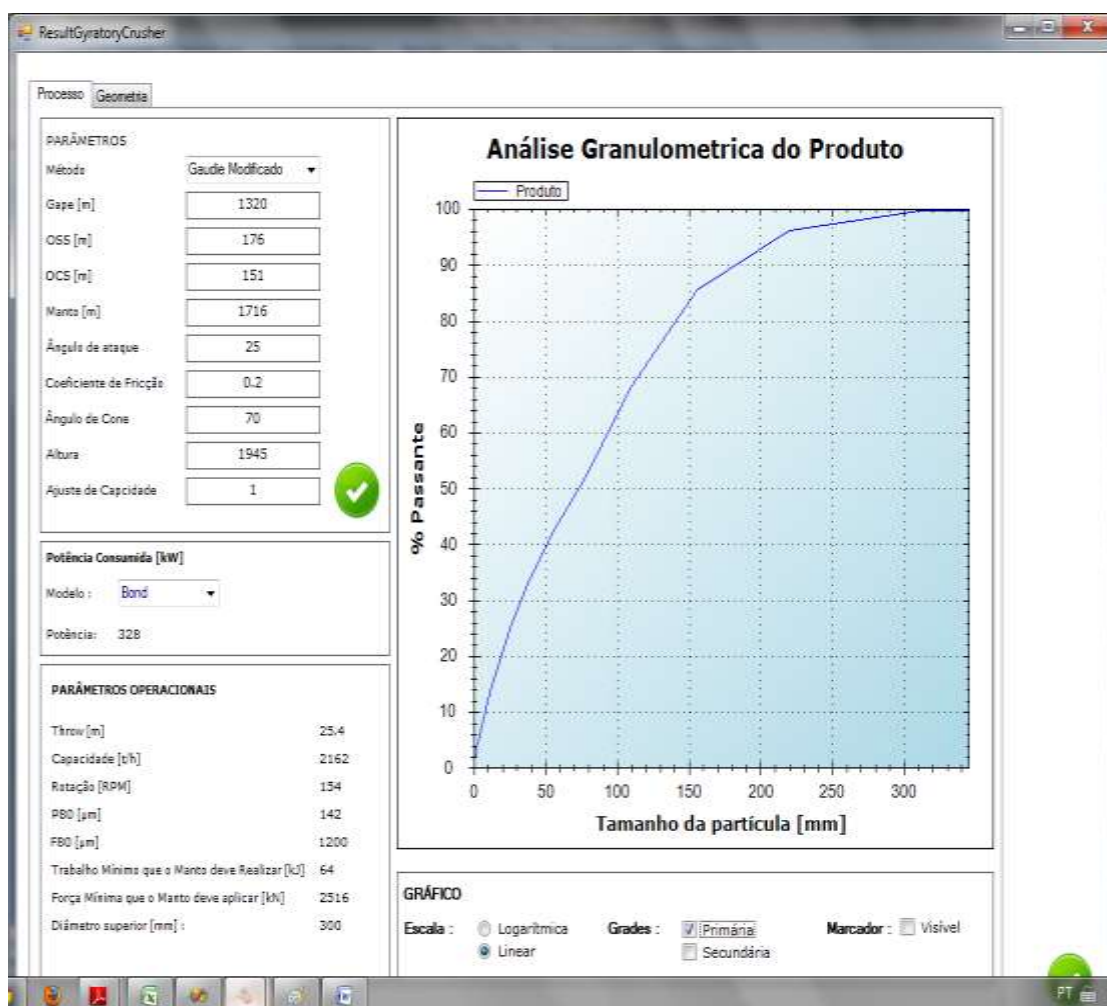 ResultGyratoryCrusher
Processo Geometria
PARÂMETROS
Método Gaudie Modificado
Gape [m] 1320
OSS [m] 176
OCS [m] 151
Manto [m] 1716
Ângulo de ataque 25
Coeficiente de Fricção 0.2
Ângulo de Cone 70
Altura 1945
Ajuste de Capcidade 1
Potência Consumida [kW]
Modelo : Bond
Potência: 328
PARÂMETROS OPERACIONAIS
Throw [m] 25.4
Capacidade [t/h] 2162
Rotação [RPM] 154
P80 [µm] 142
F80 [µm] 1200
Trabalho Mínimo que o Manto deve Realizar [kJ] 64
Força Mínima que o Manto deve aplicar [kN] 2516
Diâmetro superior [mm] : 300
Análise Granulometrica do Produto
Produto
100
90
80
70
60
50
40
30
20
10
0
% Passante
0 50 100 150 200 250 300
Tamanho da partícula [mm]
GRÁFICO
Escala : Logarítmica Grades : Primária Marcador : Visível
Linear Secundária
PT